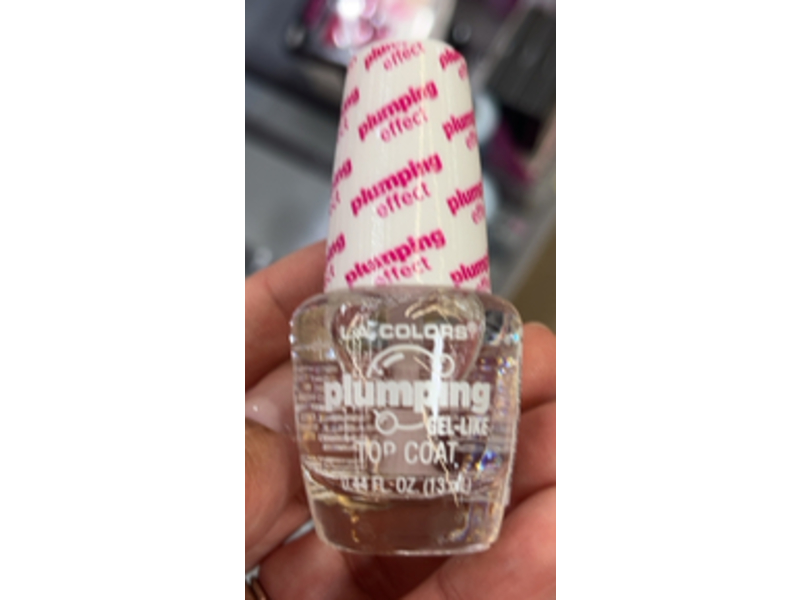 plumping
effect
plumping
effect
plumping
effect
plumping
effect
L.A. COLORS®
plumping
GEL-LIKE
TOP COAT
0.44 FL. OZ. (13 mL)